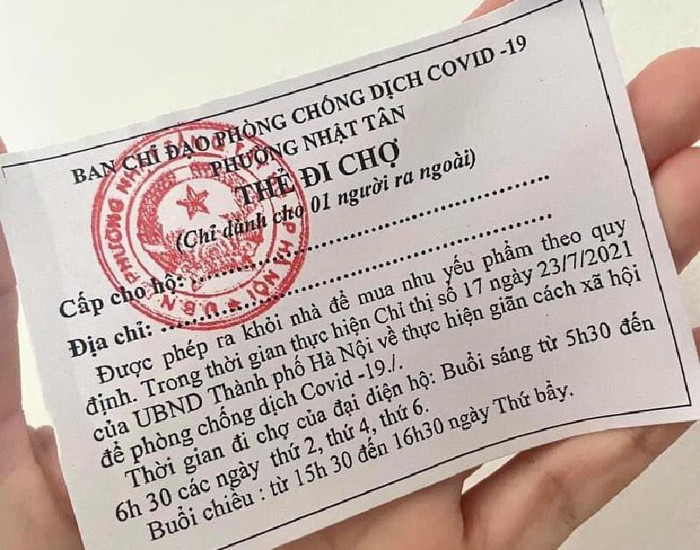 BAN CHỈ ĐẠO PHÒNG CHỐNG DỊCH COVID -19
PHƯỜNG NHẬT TÂN
THẺ ĐI CHỢ
(Chỉ dành cho 01 người ra ngoài)
Cấp cho hộ: ..........................................
Địa chỉ: ..........................................
Được phép ra khỏi nhà để mua nhu yếu phẩm theo quy
định. Trong thời gian thực hiện Chỉ thị số 17 ngày 23/7/2021
của UBND Thành phố Hà Nội về thực hiện giãn cách xã hội
để phòng chống dịch Covid -19./.
Thời gian đi chợ của đại diện hộ: Buổi sáng từ 5h30 đến
6h 30 các ngày thứ 2, thứ 4, thứ 6.
Buổi chiều : từ 15h 30 đến 16h30 ngày Thứ bẩy.
U.B.N
PHƯỜNG
TP HÀ NỘI